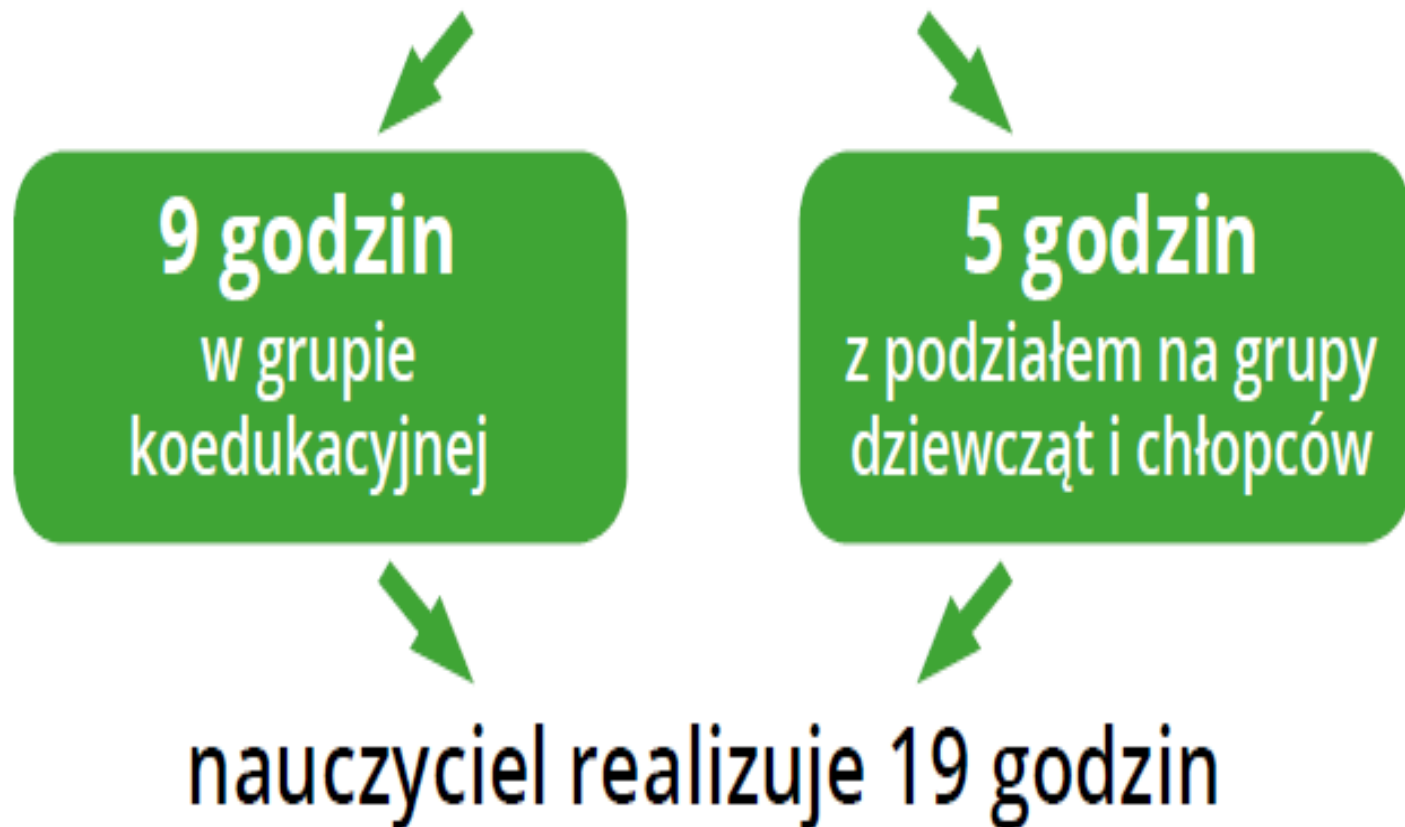 9 godzin
w grupie
koedukacyjnej
5 godzin
z podziałem na grupy
dziewcząt i chłopców
nauczyciel realizuje 19 godzin